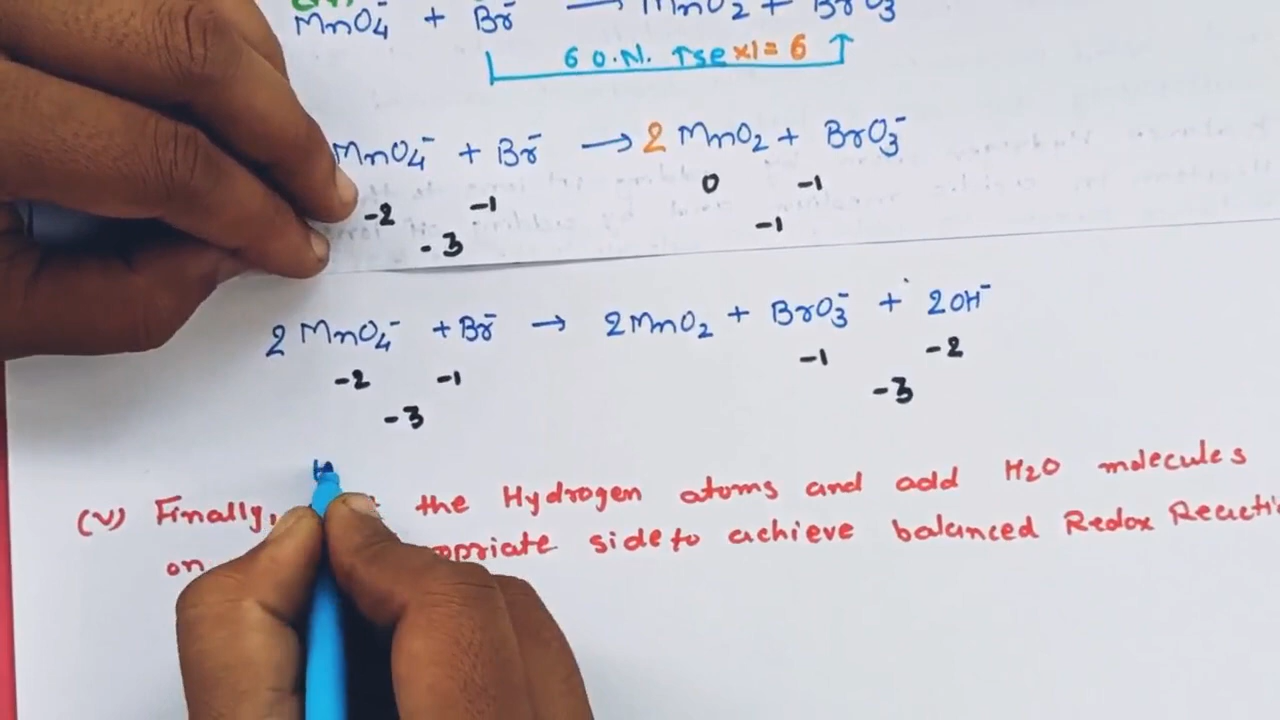 MnO4⁻ + Br⁻ → MnO2 + BrO3⁻
6 O.N. ↑se ×1 = 6
MnO4⁻ + Br⁻ → 2 MnO2 + BrO3⁻
-2 -1 0 -1
-3 -1
2 MnO4⁻ + Br⁻ → 2MnO2 + BrO3⁻ + 2OH⁻
-2 -1 -1 -2
-3 -3
(V) Finally, the Hydrogen atoms and add H2O molecules
on side to achieve balanced Redox